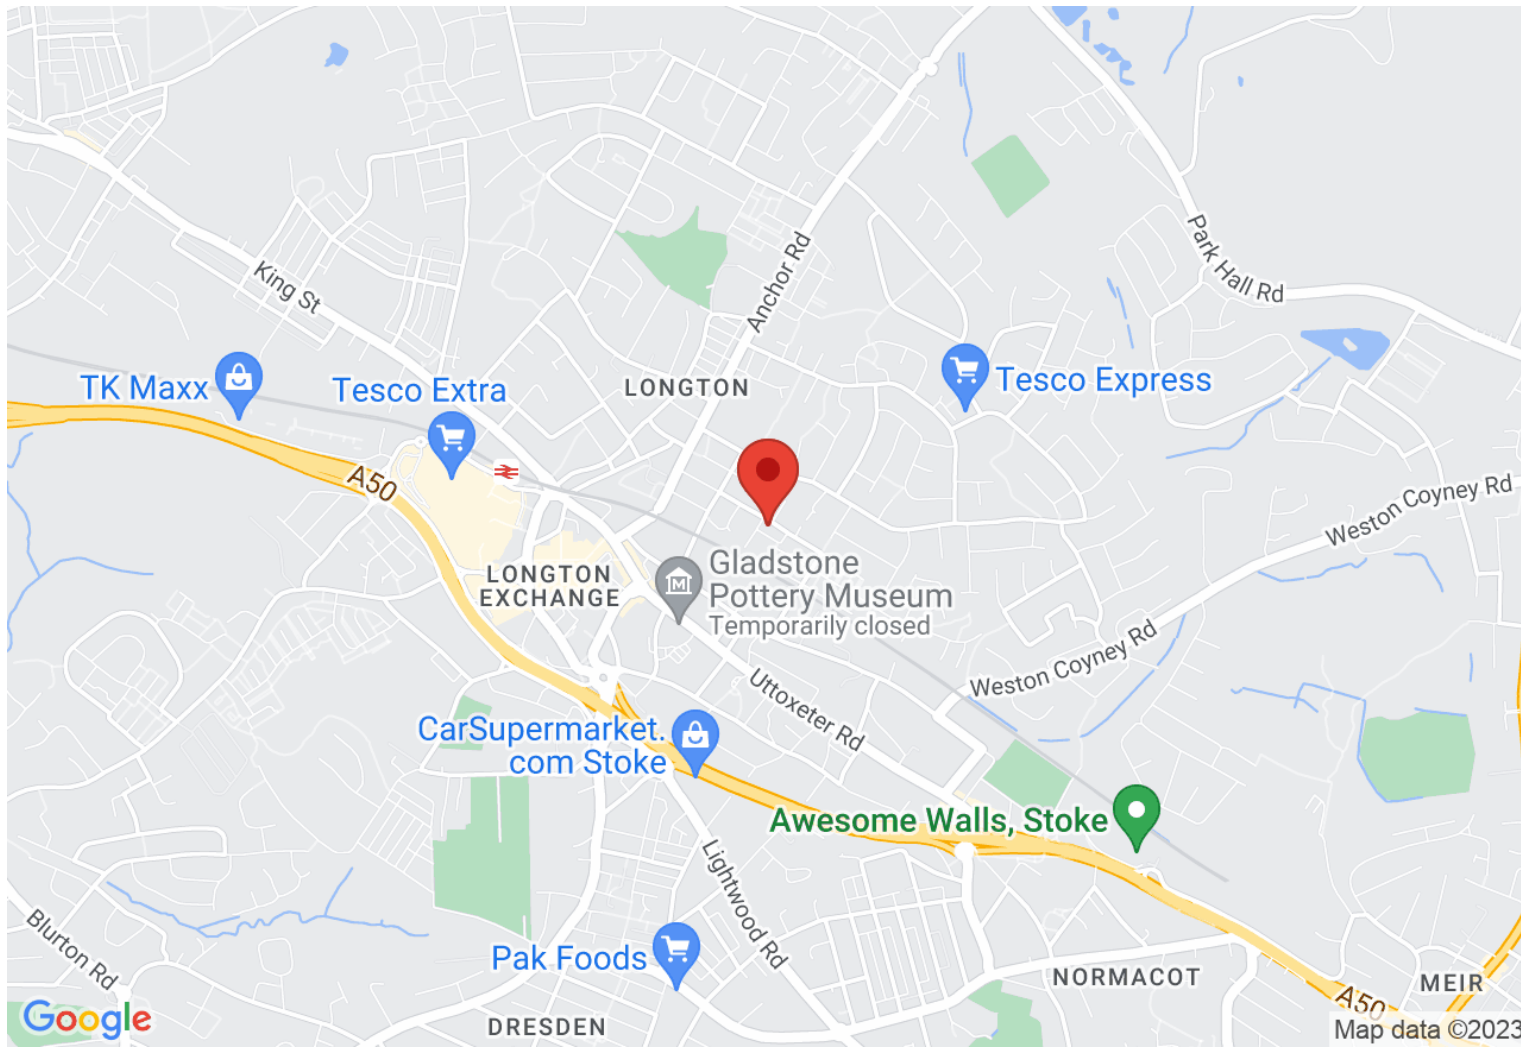 Park Hall Rd
Anchor Rd
King St
TK Maxx
Tesco Extra
LONGTON
Tesco Express
A50
Weston Coyney Rd
LONGTON
EXCHANGE
Gladstone
Pottery Museum
Temporarily closed
Weston Coyney Rd
Uttoxeter Rd
CarSupermarket.
com Stoke
Awesome Walls, Stoke
Lightwood Rd
Blurton Rd
Pak Foods
NORMACOT
MEIR
A50
Google
DRESDEN
Map data ©2023